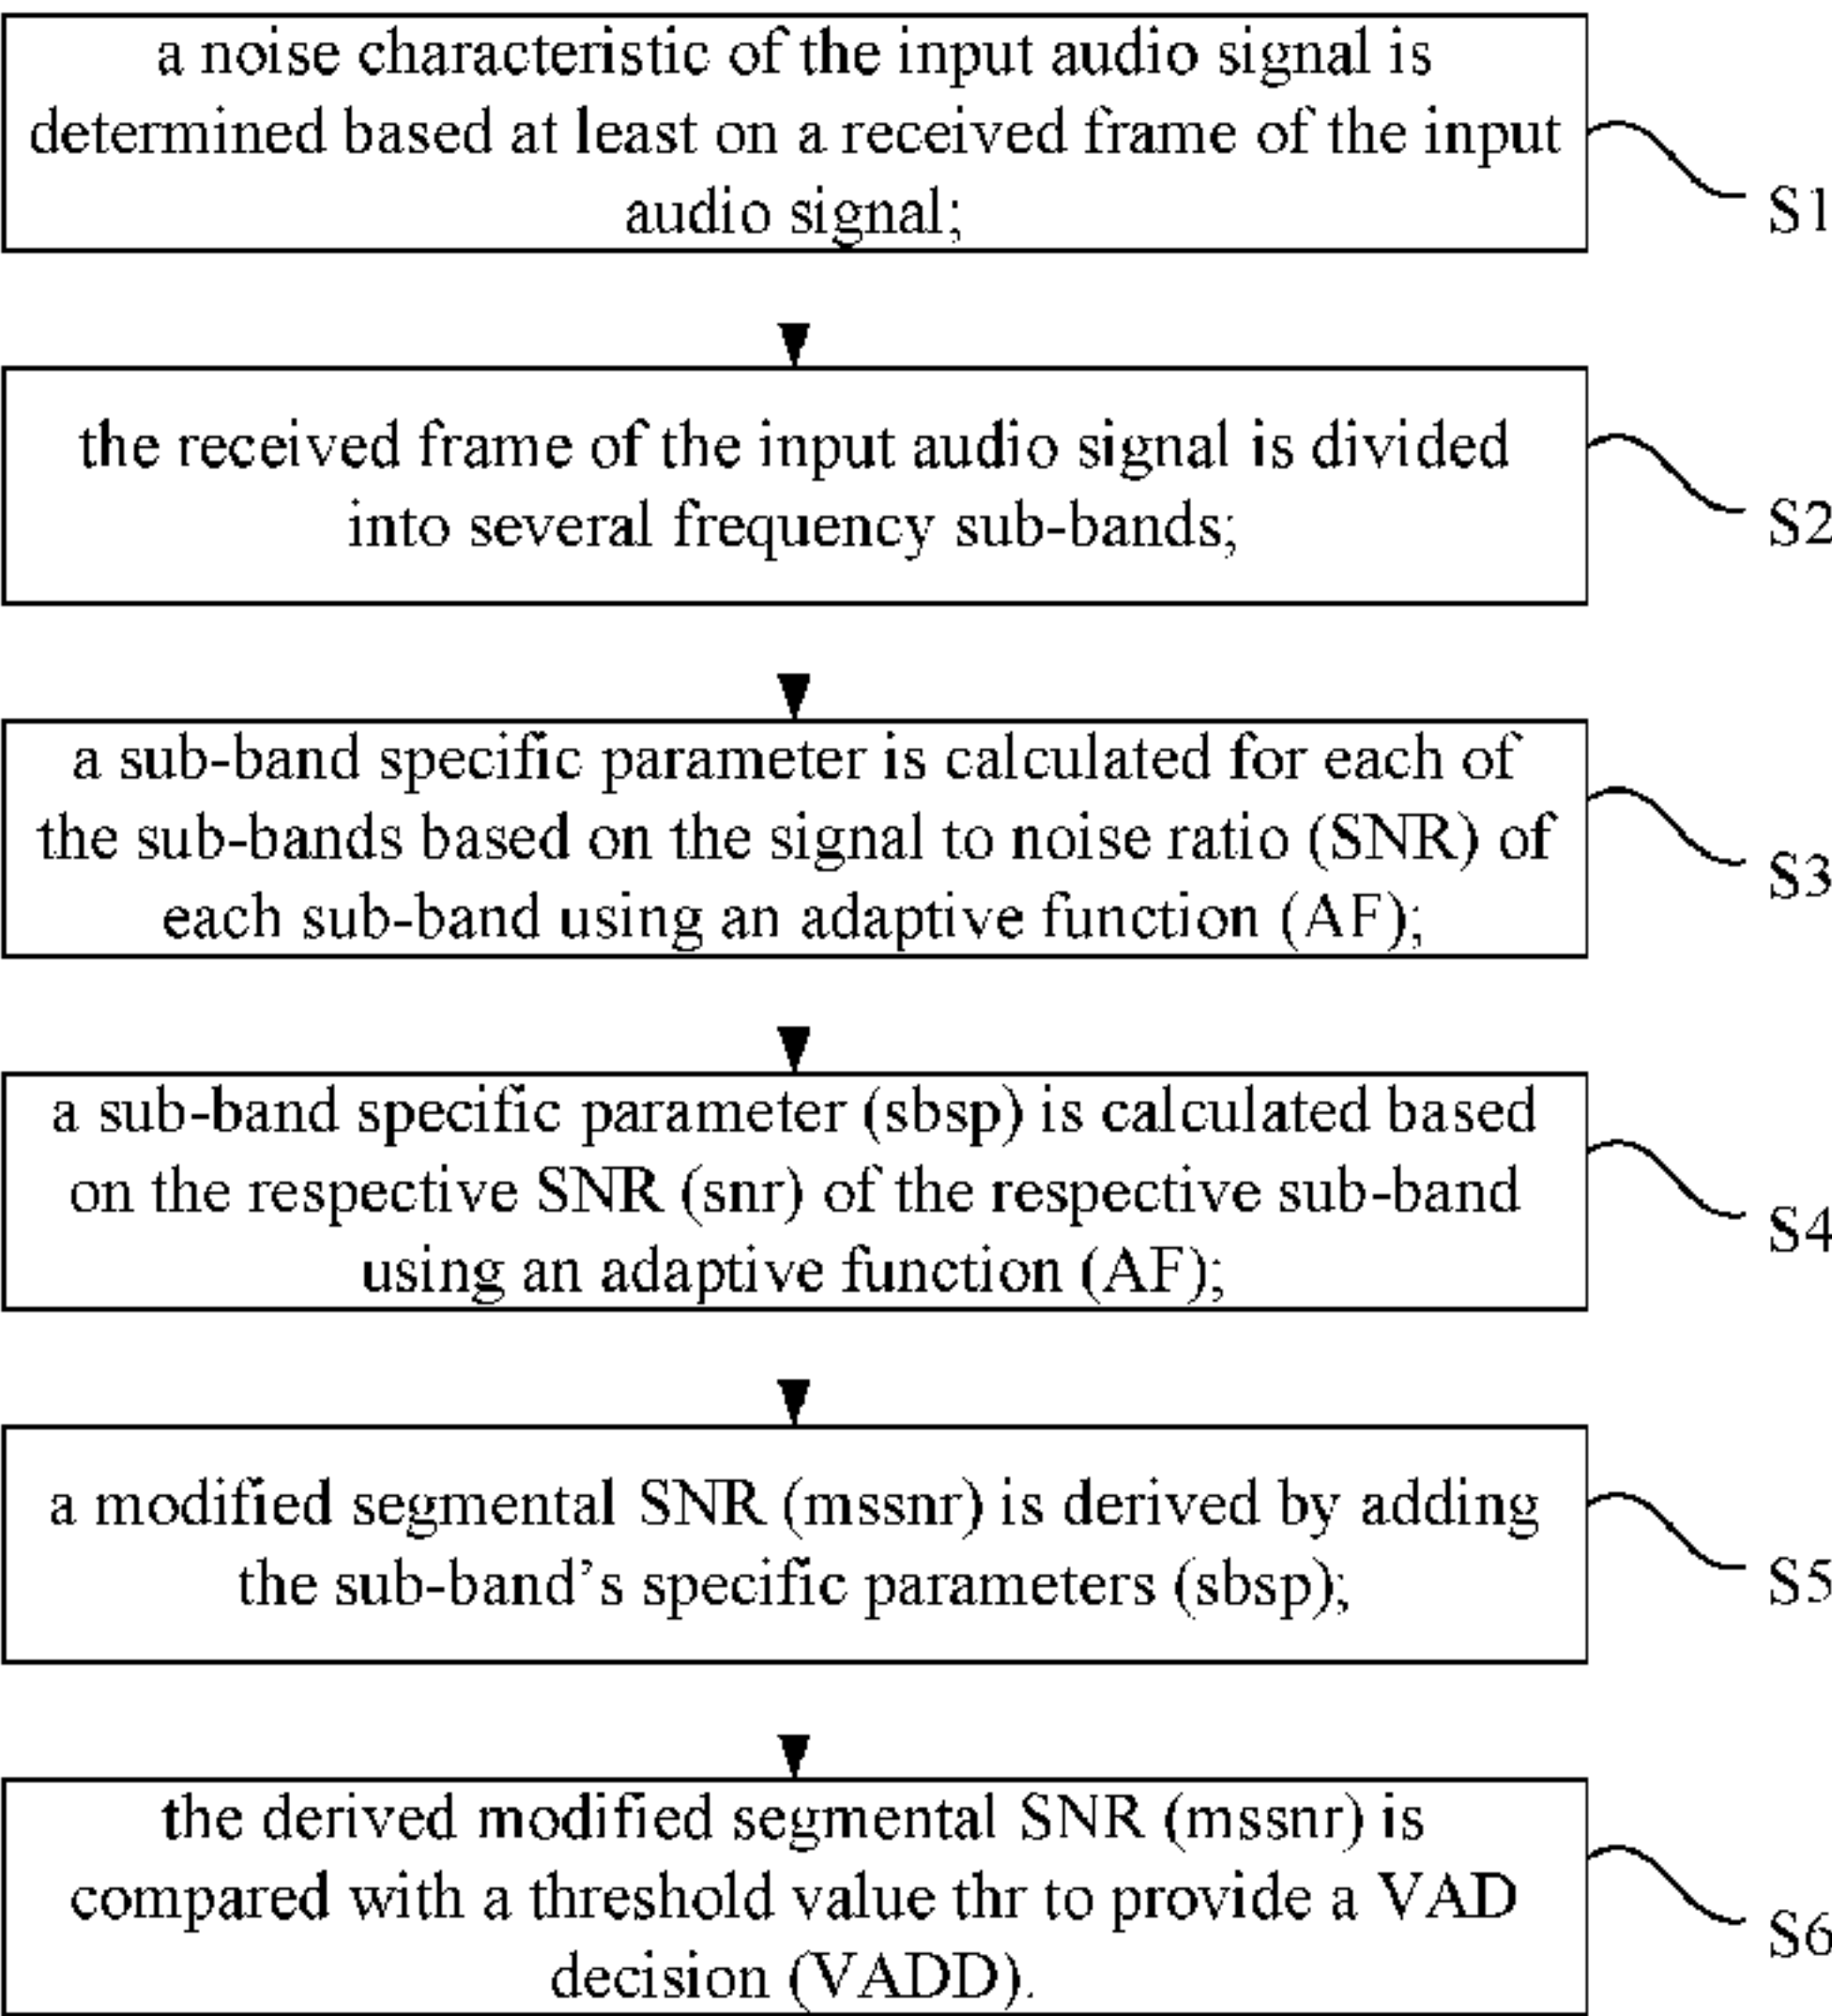 a noise characteristic of the input audio signal is
determined based at least on a received frame of the input
audio signal;
S1
the received frame of the input audio signal is divided
into several frequency sub-bands;
S2
a sub-band specific parameter is calculated for each of
the sub-bands based on the signal to noise ratio (SNR) of
each sub-band using an adaptive function (AF);
S3
a sub-band specific parameter (sbsp) is calculated based
on the respective SNR (snr) of the respective sub-band
using an adaptive function (AF);
S4
a modified segmental SNR (mssnr) is derived by adding
the sub-band’s specific parameters (sbsp);
S5
the derived modified segmental SNR (mssnr) is
compared with a threshold value thr to provide a VAD
decision (VADD).
S6